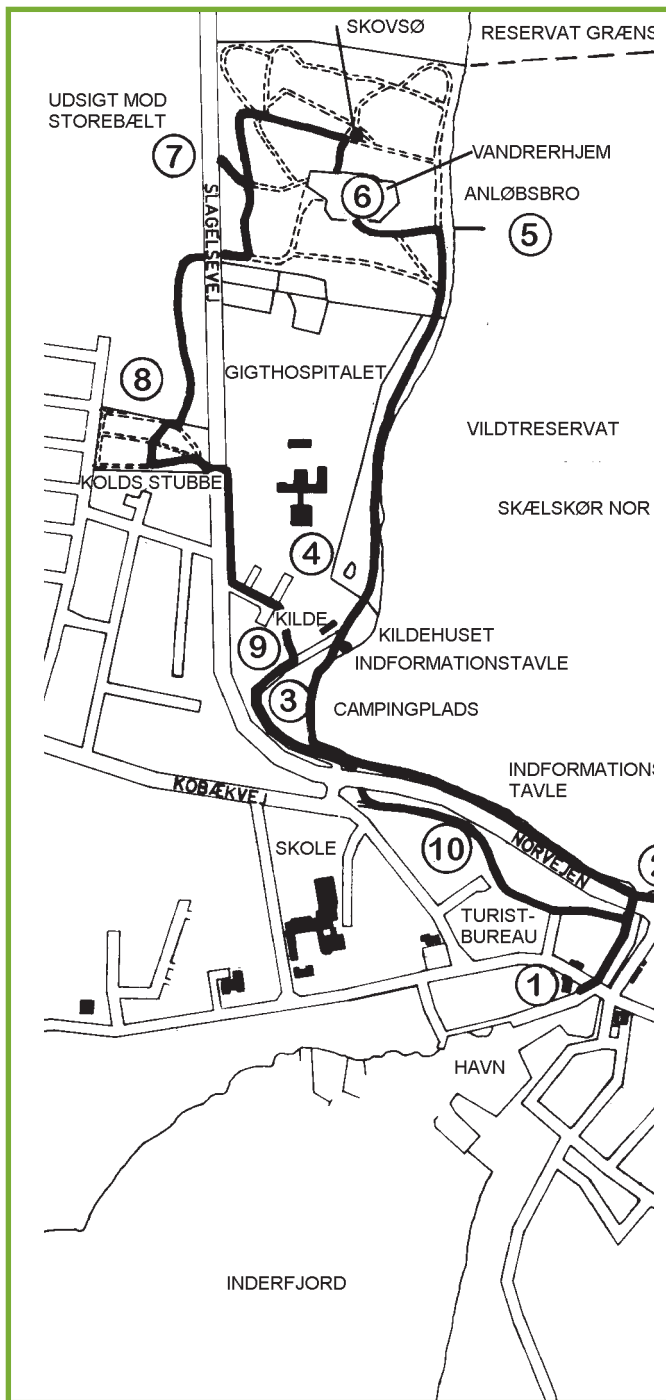 SKOVSØ
RESERVAT GRÆNS
UDSIGT MOD
STOREBÆLT
7
VANDRERHJEM
6
ANLØBSBRO
5
SLAGELSEVEJ
8
GIGTHOSPITALET
VILDTRESERVAT
KOLDS STUBBE
SKÆLSKØR NOR
4
KILDE
9
KILDEHUSET
INDFORMATIONSTAVLE
3
CAMPINGPLADS
INDFORMATIONS
TAVLE
KOBÆKVEJ
SKOLE
10
NORVEJEN
2
TURIST-
BUREAU
1
HAVN
INDERFJORD